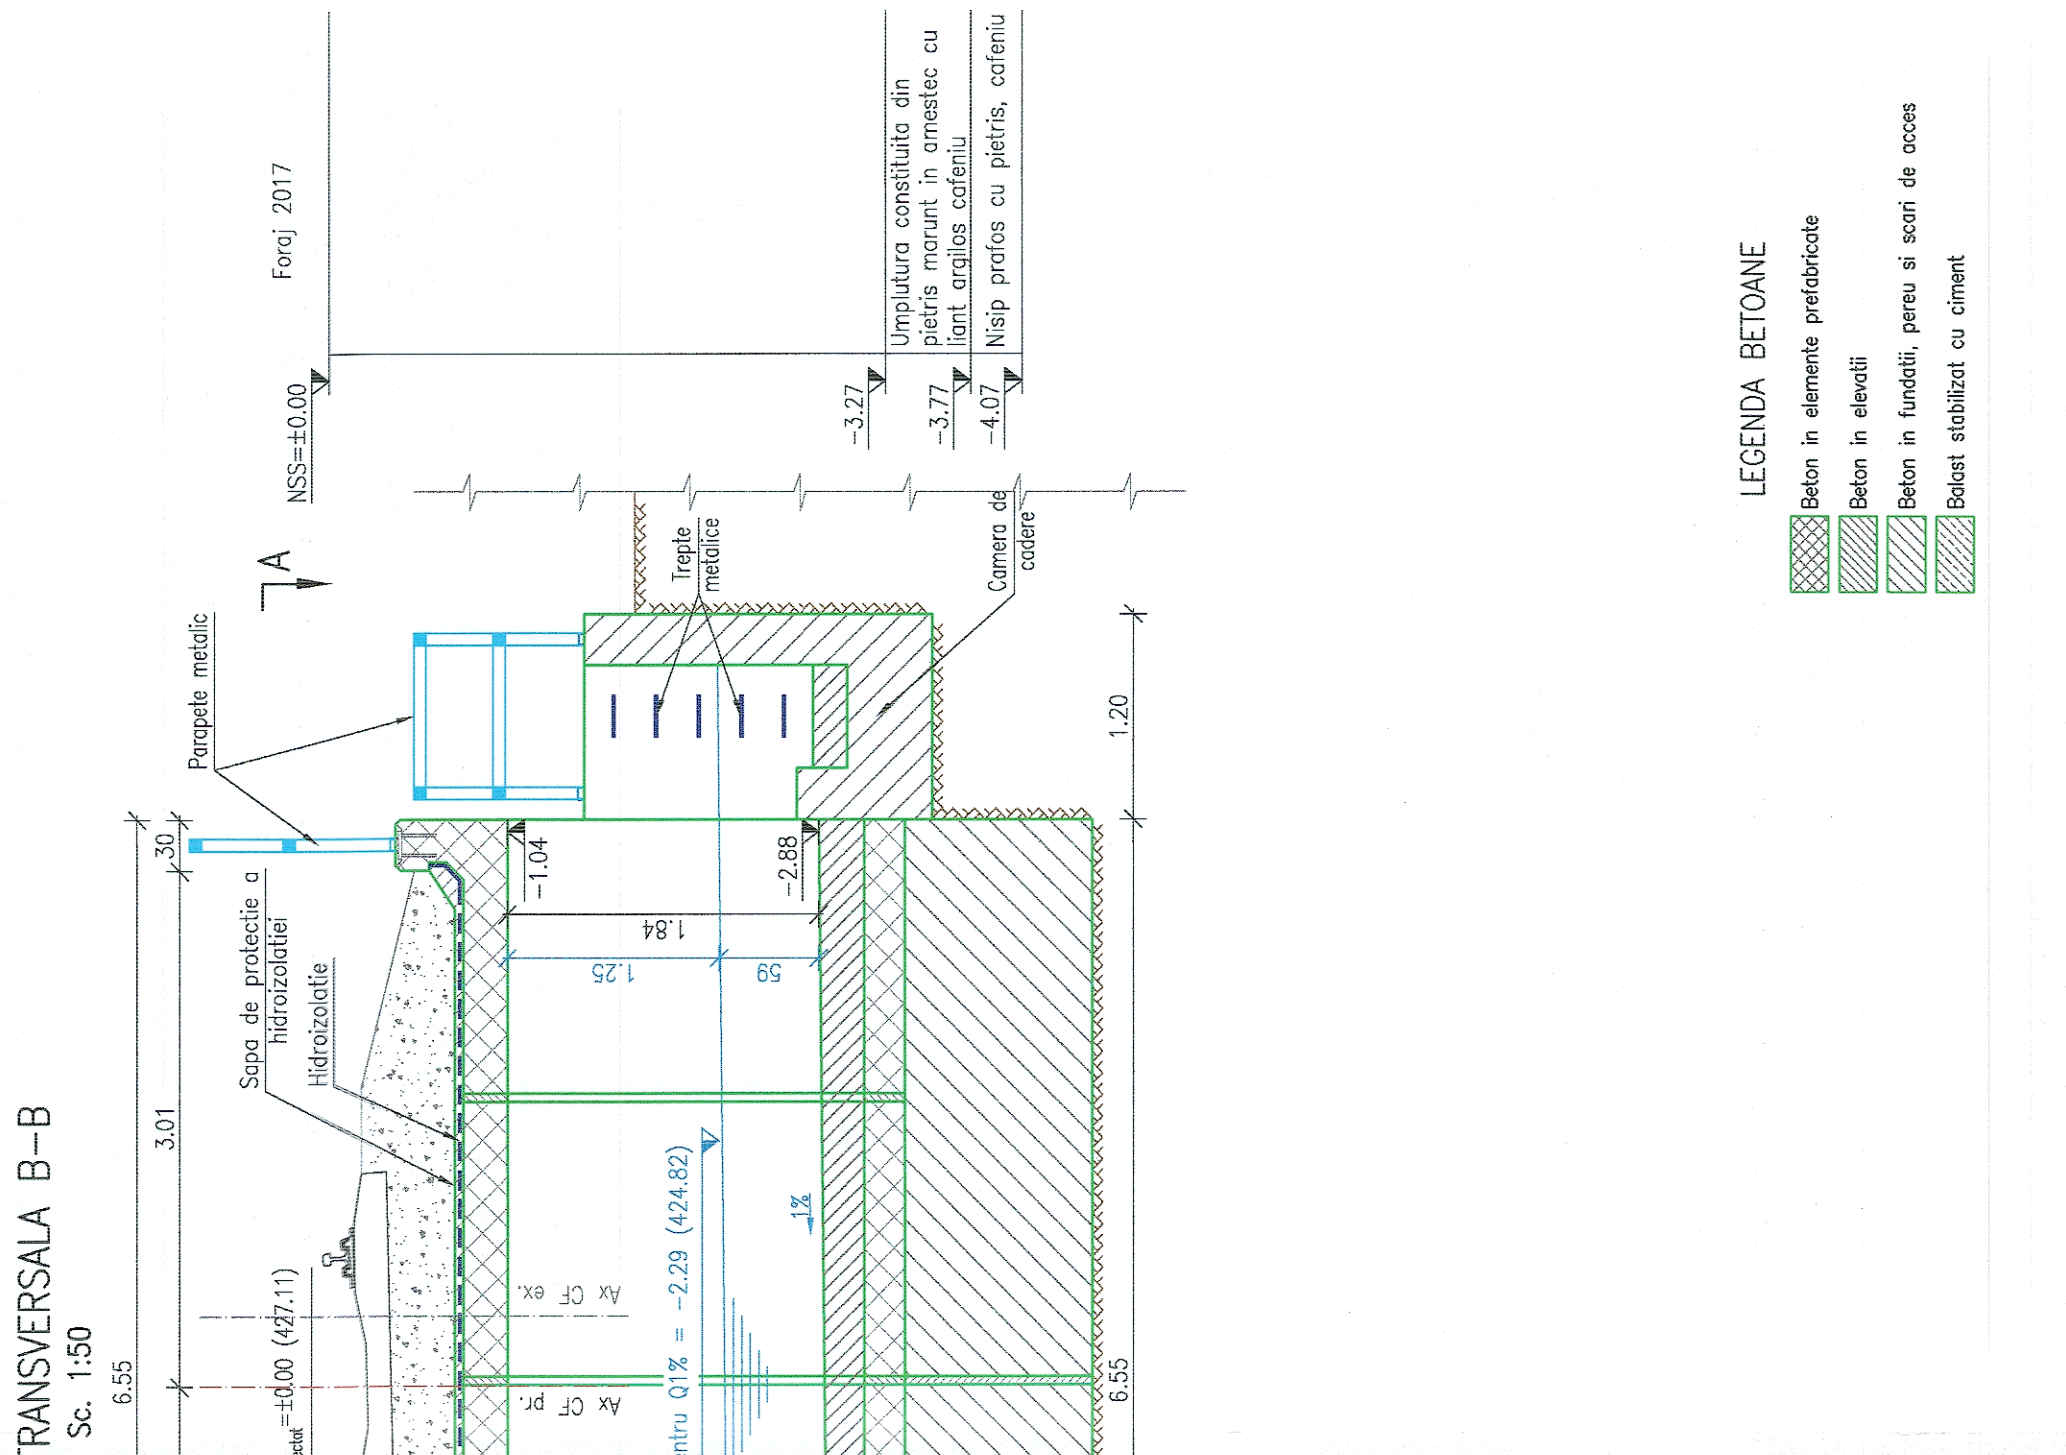 TRANSVERSALA B-B
Sc. 1:50
6.55
3.01
30
Parapete metalic
Sapa de protectie a
hidroizolatiei
Hidroizolatie
A
Foraj 2017
NSS=±0.00
-3.27
-3.77
-4.07
Umplutura constituita din
pietris marunt in amestec cu
liant argilos cafeniu
Nisip prafos cu pietris, cafeniu
Trepte
metalice
Camera de
cadere
-1.04
-2.88
1.84
1.25
59
1%
=±0.00 (427.11)
Ax CF ex.
Ax CF pr.
Q1% = -2.29 (424.82)
1.20
6.55
LEGENDA BETOANE
Beton in elemente prefabricate
Beton in elevatii
Beton in fundatii, pereu si scari de acces
Balast stabilizat cu ciment